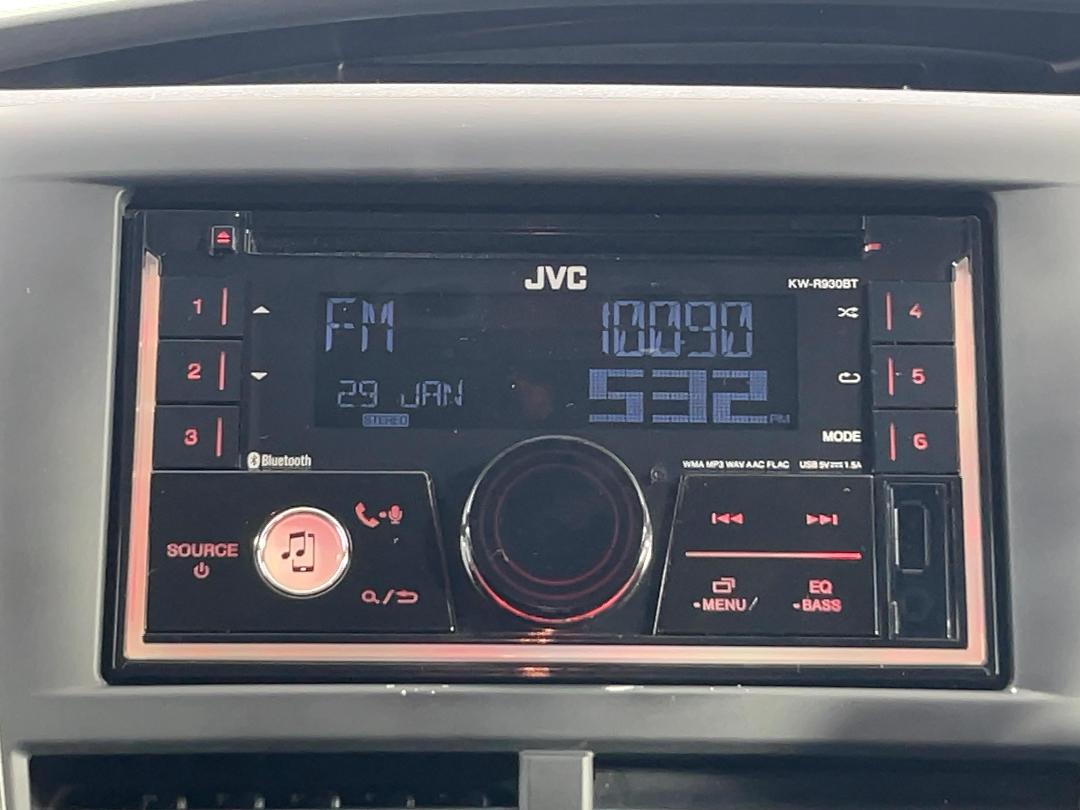 JVC
KW-R930BT
1
2
3
FM
10090
29 JAN
532
PM
STEREO
4
5
6
MODE
Bluetooth
WMA MP3 WAV AAC FLAC USB 5V 1.5A
SOURCE
MENU
EQ
BASS